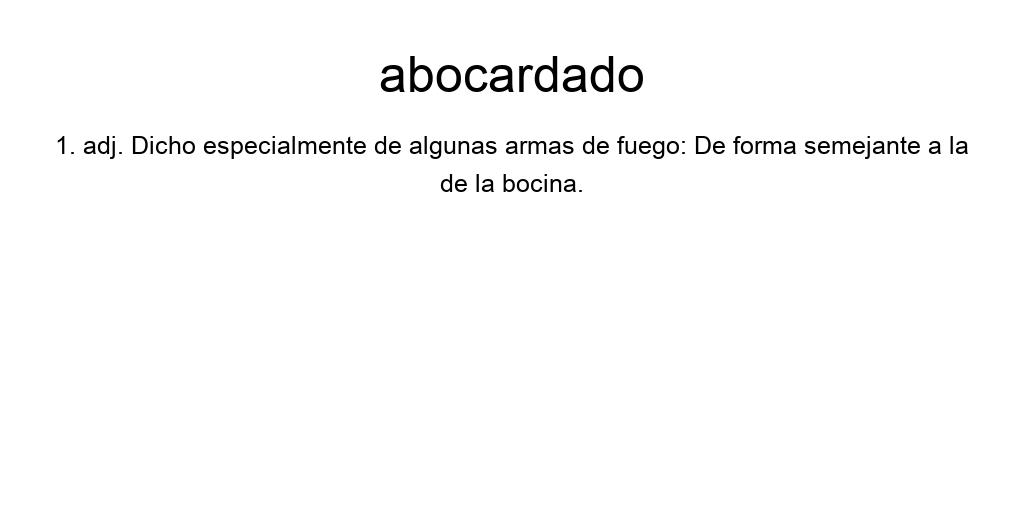 abocardado
1. adj. Dicho especialmente de algunas armas de fuego: De forma semejante a la
de la bocina.